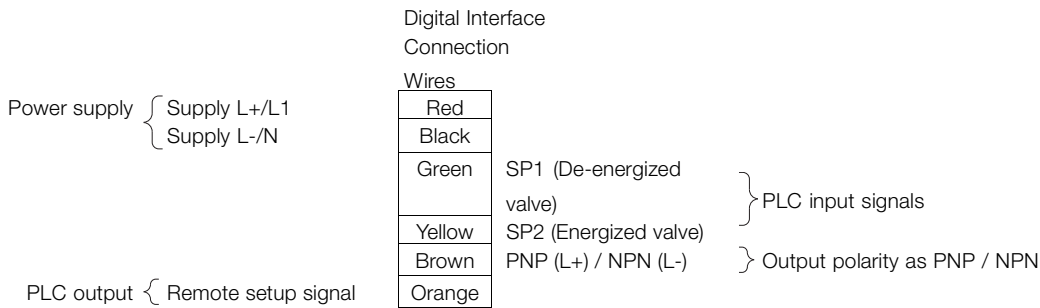 Digital Interface
Connection
Wires
Power supply Supply L+/L1 Red
Supply L-/N Black
Green SP1 (De-energized
valve)
PLC input signals
Yellow SP2 (Energized valve)
Brown PNP (L+) / NPN (L-) Output polarity as PNP / NPN
PLC output Remote setup signal Orange